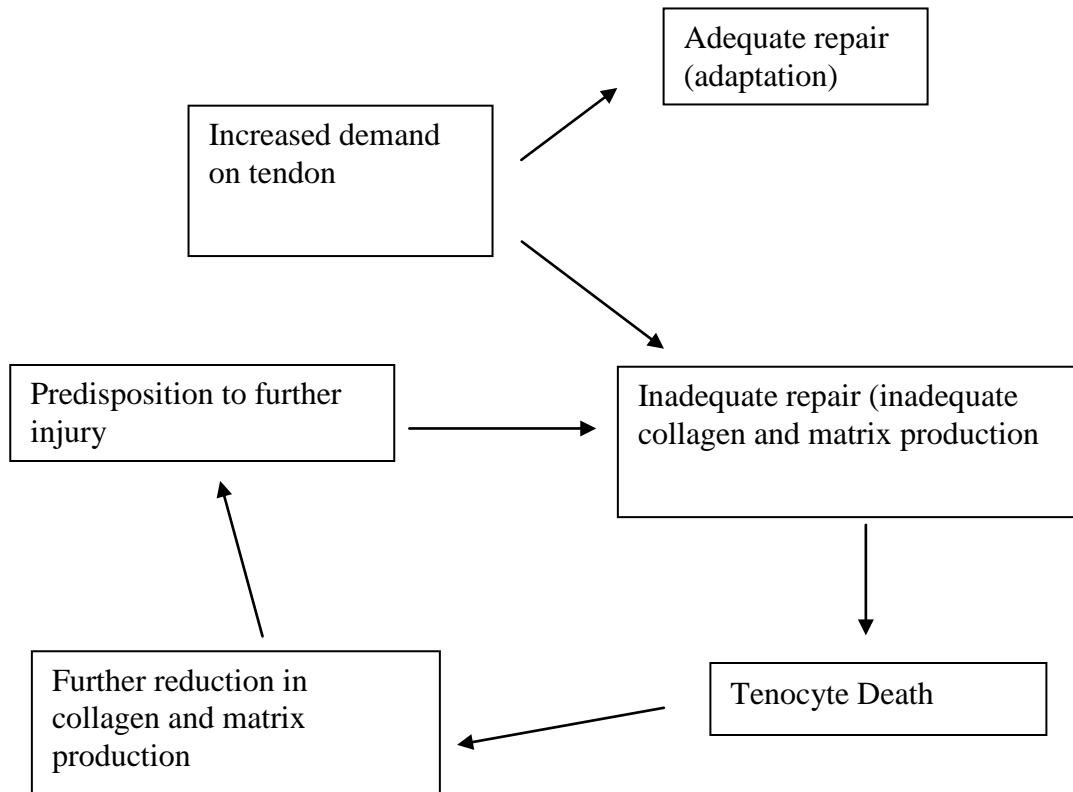 Adequate repair
(adaptation)
Increased demand
on tendon
Predisposition to further
injury
Inadequate repair (inadequate
collagen and matrix production
Further reduction in
collagen and matrix
production
Tenocyte Death